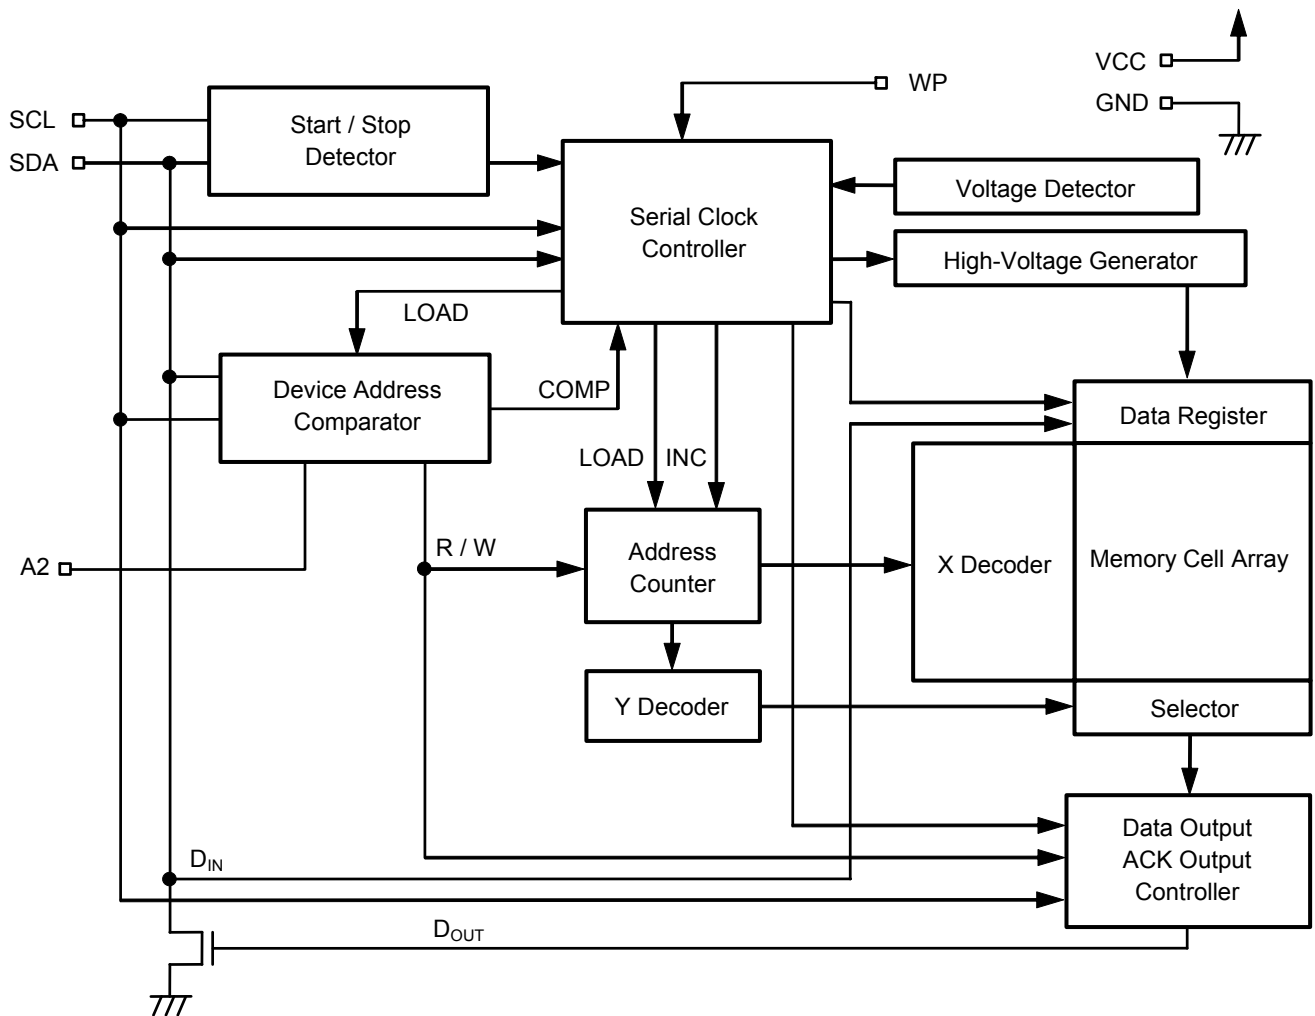 VCC
WP
GND
SCL
SDA
Start / Stop
Detector
Serial Clock
Controller
Voltage Detector
High-Voltage Generator
LOAD
Device Address
Comparator
COMP
Data Register
LOAD INC
A2
R / W
Address
Counter
X Decoder
Memory Cell Array
Y Decoder
Selector
Data Output
ACK Output
Controller
DIN
DOUT